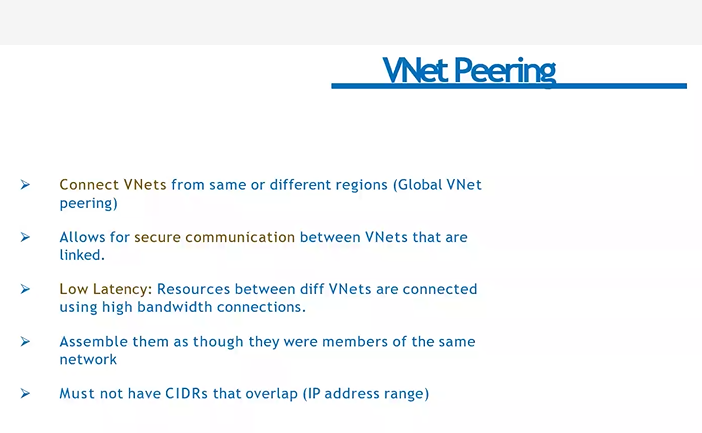 VNet Peering
➢ Connect VNets from same or different regions (Global VNet
peering)
➢ Allows for secure communication between VNets that are
linked.
➢ Low Latency: Resources between diff VNets are connected
using high bandwidth connections.
➢ Assemble them as though they were members of the same
network
➢ Must not have CIDRs that overlap (IP address range)